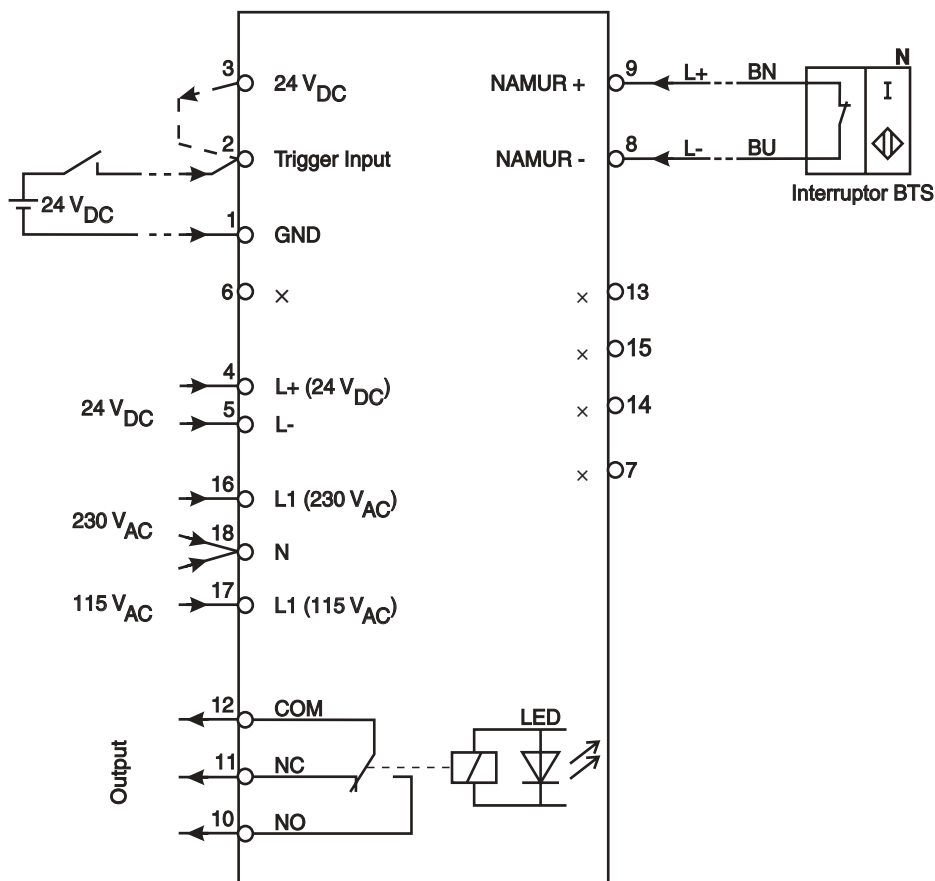 3 24 VDC
2 Trigger Input
24 VDC
1 GND
6 ×
4 L+ (24 VDC)
24 VDC
5 L-
16 L1 (230 VAC)
230 VAC
18 N
17 L1 (115 VAC)
115 VAC
12 COM
11 NC
10 NO
Output
LED
NAMUR + 9 L+ BN
NAMUR - 8 L- BU
N
I
Interruptor BTS
× 13
× 15
× 14
× 7